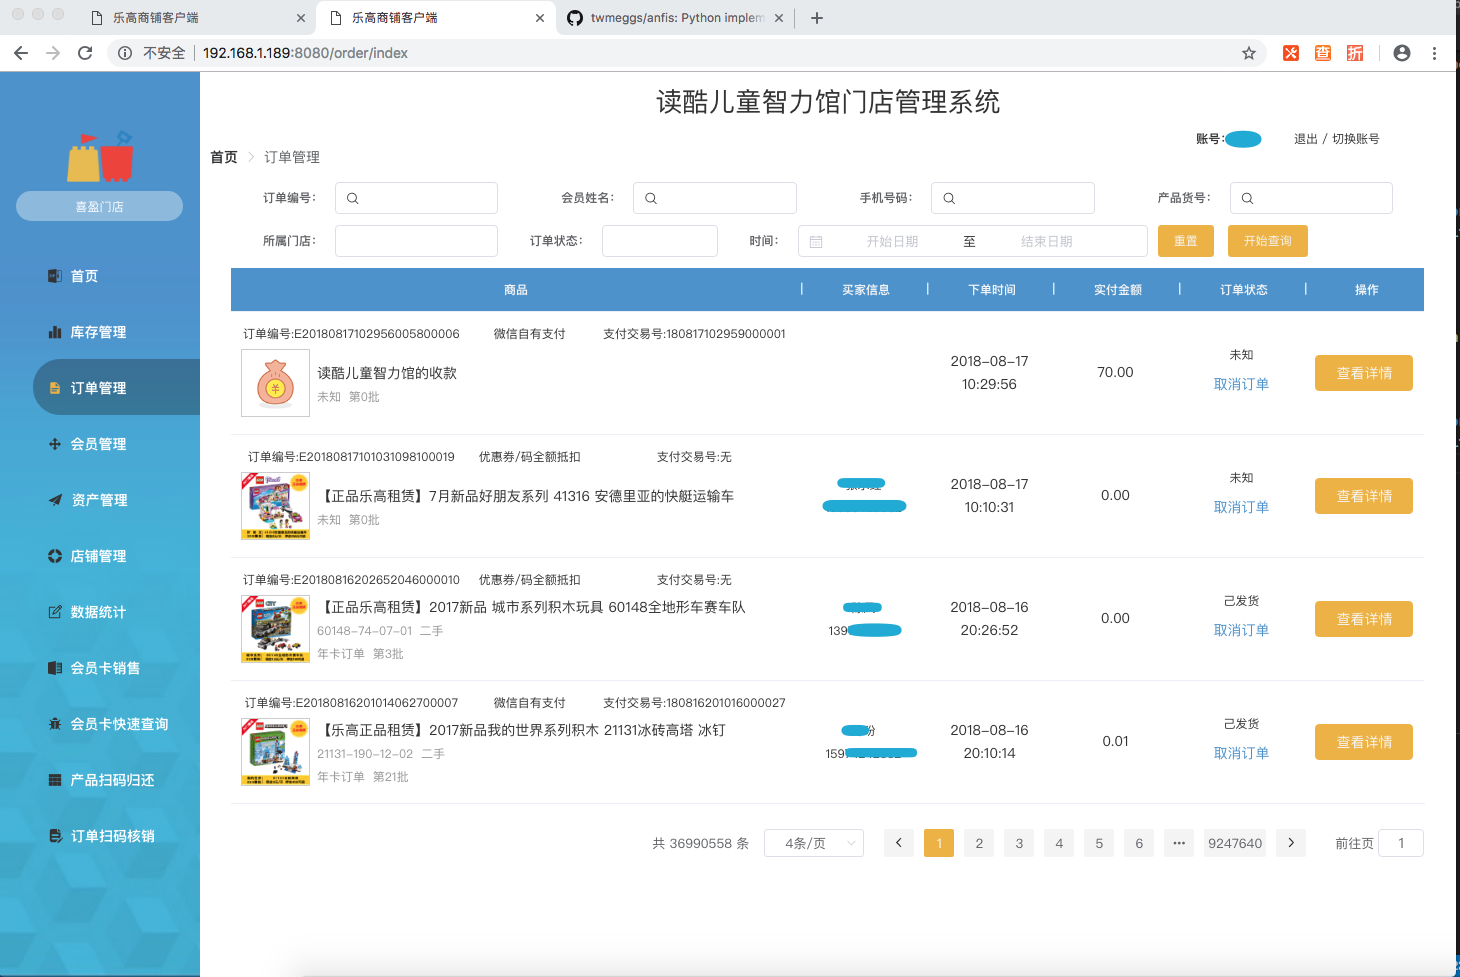 乐高商铺客户端
乐高商铺客户端
twmeggs/anfis: Python implem
不安全 192.168.1.189:8080/order/index
查
折
读酷儿童智力馆门店管理系统
账号:
退出 / 切换账号
喜盈门店
首页
库存管理
订单管理
会员管理
资产管理
店铺管理
数据统计
会员卡销售
会员卡快速查询
产品扫码归还
订单扫码核销
首页 > 订单管理
订单编号:
会员姓名:
手机号码:
产品货号:
所属门店:
订单状态:
时间:
开始日期 至 结束日期
重置
开始查询
商品 买家信息 下单时间 实付金额 订单状态 操作
订单编号:E20180817102956005800006 微信自有支付 支付交易号:180817102959000001
读酷儿童智力馆的收款
未知 第0批
2018-08-17
10:29:56
70.00
未知
取消订单
查看详情
订单编号:E20180817101031098100019 优惠券/码全额抵扣 支付交易号:无
【正品乐高租赁】7月新品好朋友系列 41316 安德里亚的快艇运输车
未知 第0批
2018-08-17
10:10:31
0.00
未知
取消订单
查看详情
订单编号:E20180816202652046000010 优惠券/码全额抵扣 支付交易号:无
【正品乐高租赁】2017新品 城市系列积木玩具 60148全地形车赛车队
60148-74-07-01 二手
年卡订单 第3批
139
2018-08-16
20:26:52
0.00
己发货
取消订单
查看详情
订单编号:E20180816201014062700007 微信自有支付 支付交易号:180816201016000027
【乐高正品租赁】2017新品我的世界系列积木 21131冰砖高塔 冰钉
21131-190-12-02 二手
年卡订单 第21批
份
159
2018-08-16
20:10:14
0.01
己发货
取消订单
查看详情
共 36990558 条
4条/页
< 1 2 3 4 5 6 ••• 9247640 >
前往页 1